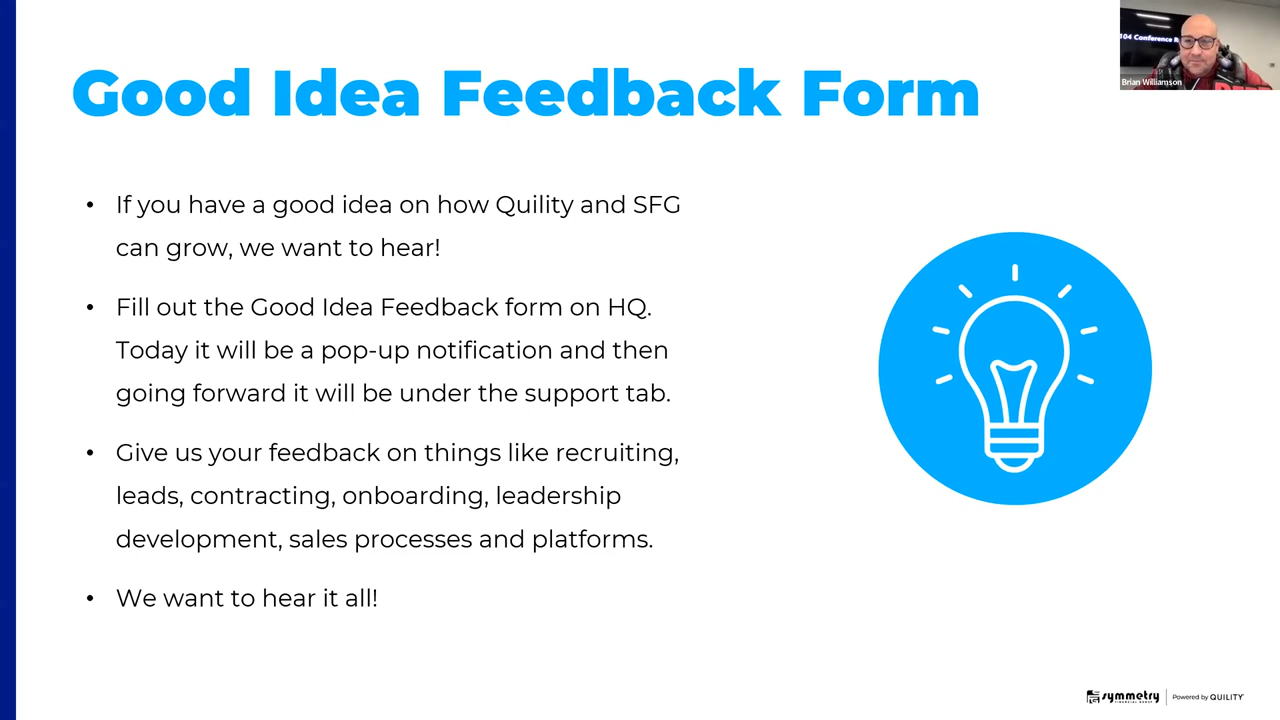 Good Idea Feedback Form
104 Conference R
Brian Williamson
• If you have a good idea on how Quility and SFG
can grow, we want to hear!
• Fill out the Good Idea Feedback form on HQ.
Today it will be a pop-up notification and then
going forward it will be under the support tab.
• Give us your feedback on things like recruiting,
leads, contracting, onboarding, leadership
development, sales processes and platforms.
• We want to hear it all!
symmetry
FINANCIAL GROUP
Powered by QUILITY